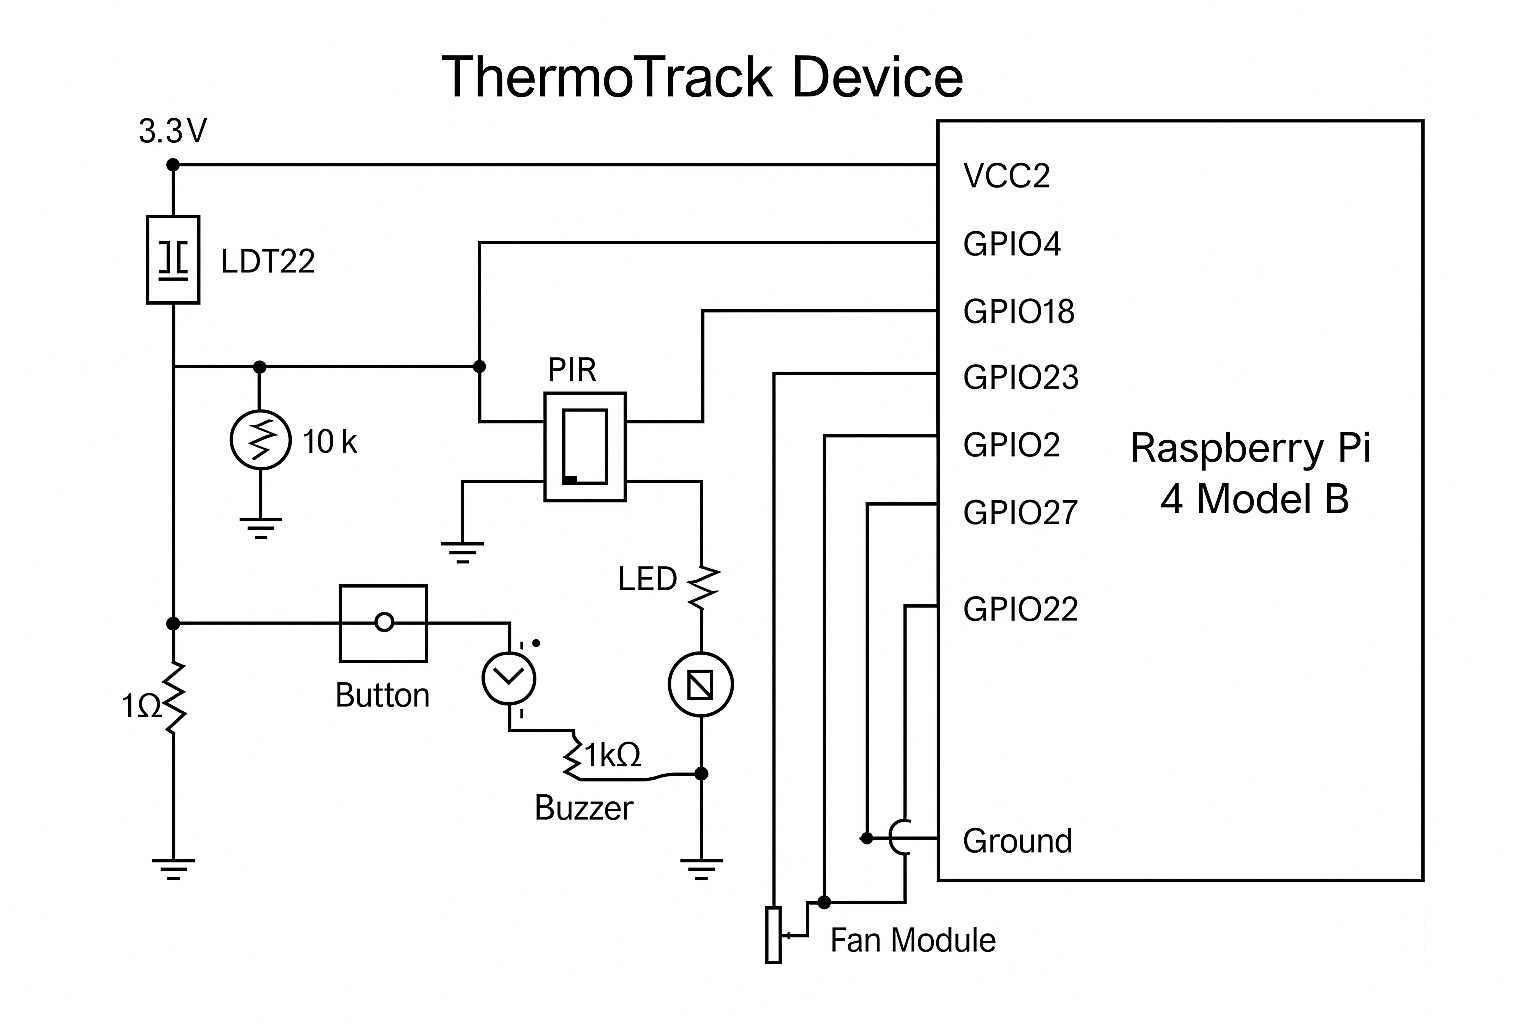 ThermoTrack Device
3.3V
VCC2
GPIO4
LDT22
GPIO18
PIR
GPIO23
10 k
GPIO2
Raspberry Pi
4 Model B
GPIO27
LED
GPIO22
Button
1Ω
1kΩ
Buzzer
Ground
Fan Module